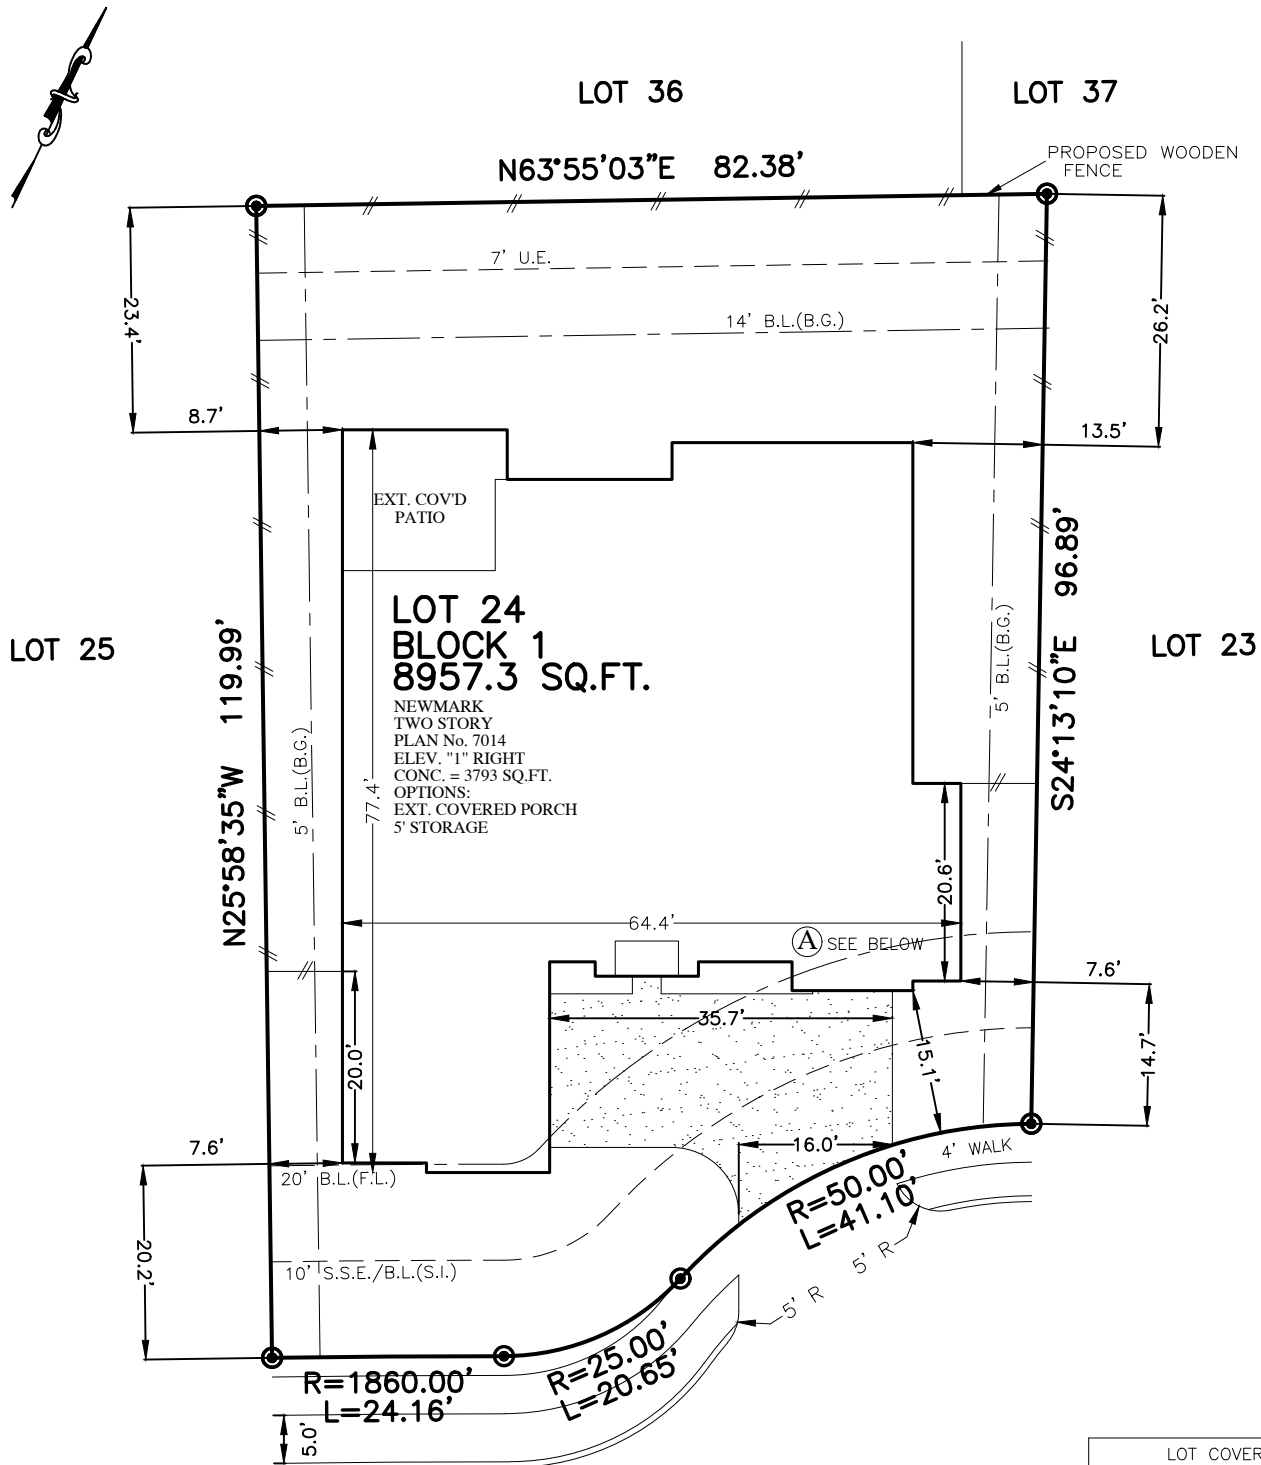 LOT 36
LOT 37
N63°55'03"E 82.38'
PROPOSED WOODEN
FENCE
7' U.E.
14' B.L.(B.G.)
23.4'
26.2'
8.7'
13.5'
EXT. COV'D
PATIO
LOT 25
LOT 24
BLOCK 1
8957.3 SQ.FT.
NEWMARK
TWO STORY
PLAN No. 7014
ELEV. "1" RIGHT
CONC. = 3793 SQ.FT.
OPTIONS:
EXT. COVERED PORCH
5' STORAGE
LOT 23
N25°58'35"W 119.99'
5' B.L.(B.G.)
77.4'
5' B.L.(B.G.)
S24°13'10"E 96.89'
20.6'
64.4'
A SEE BELOW
7.6'
35.7'
20.0'
15.1'
14.7'
7.6'
16.0'
4' WALK
20' B.L.(F.L.)
R=50.00'
L=41.10'
20.2'
10' S.S.E./B.L.(S.I.)
5' R
5' R
R=1860.00'
L=24.16'
R=25.00'
L=20.65'
5.0'
LOT COVER